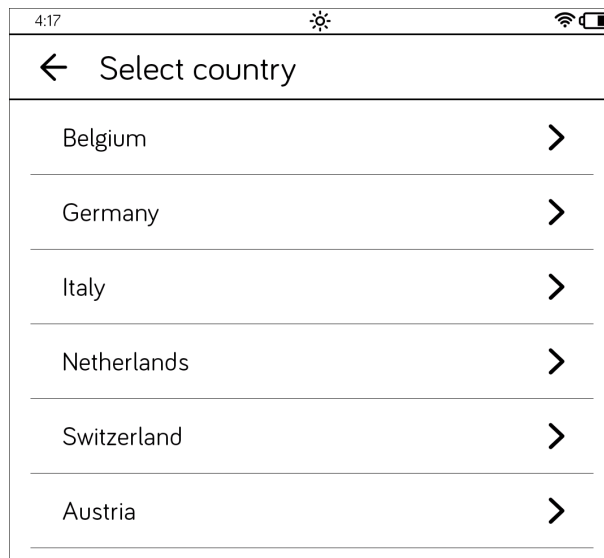 4:17
Select country
Belgium
Germany
Italy
Netherlands
Switzerland
Austria